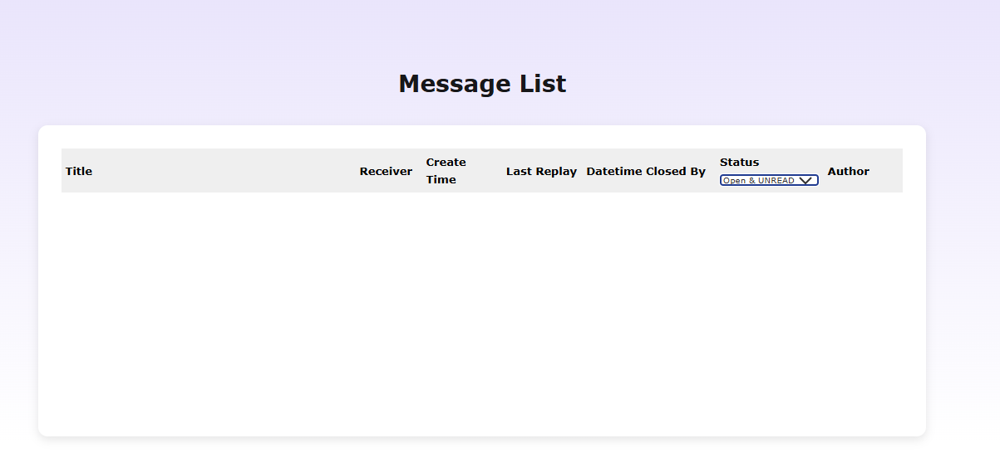 Message List
Title
Receiver
Create
Time
Last Replay
Datetime Closed By
Status
Open & UNREAD
Author